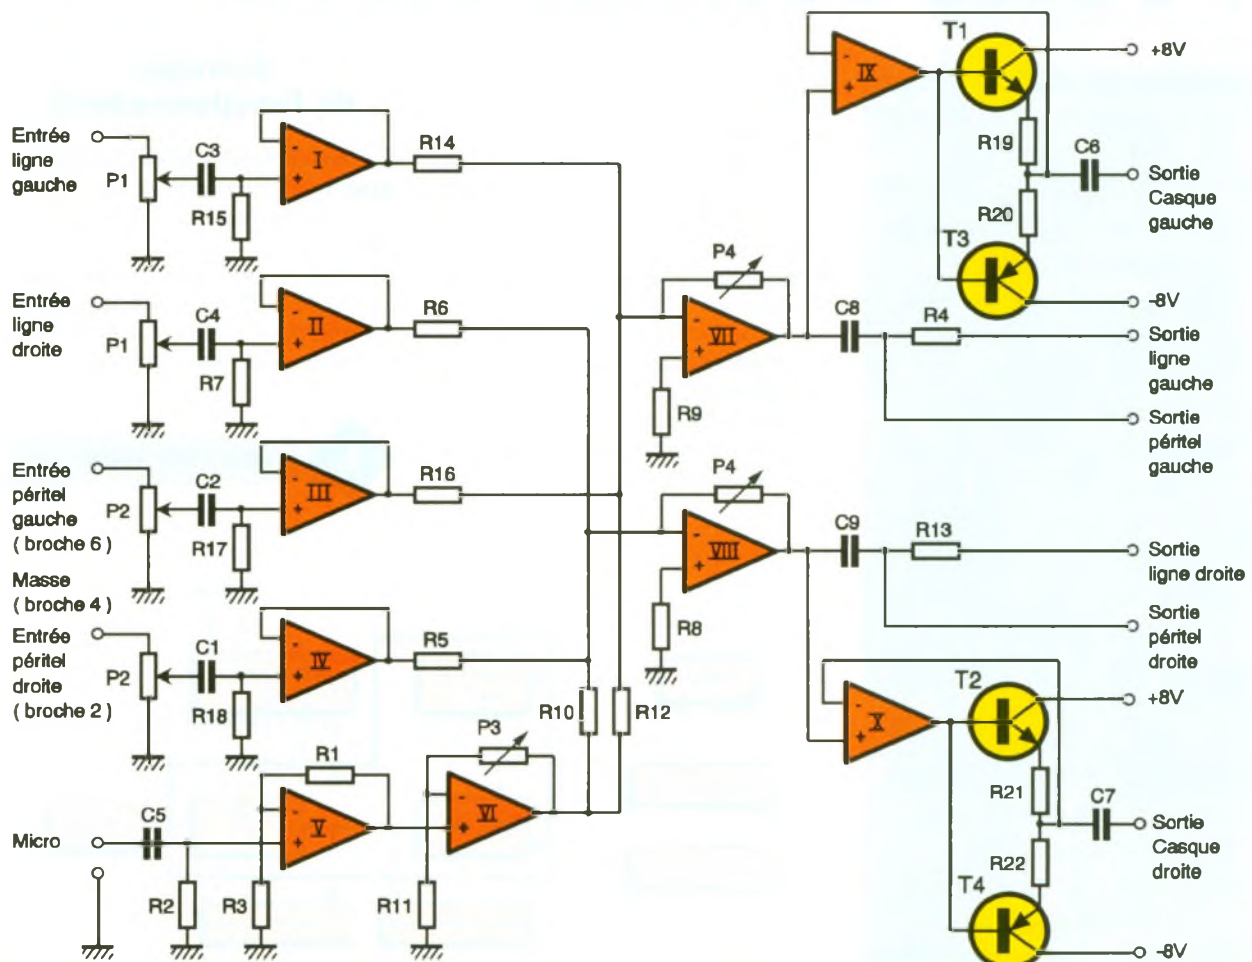 Entrée
ligne
gauche
P1
C3
R15
-
+
I
R14
Entrée
ligne
droite
P1
C4
R7
-
+
II
R6
Entrée
péritel
gauche
( broche 6 )
P2
C2
R17
-
+
III
R16
Masse
( broche 4 )
Entrée
péritel
droite
( broche 2 )
P2
C1
R18
-
+
IV
R5
Micro
C5
R2
R3
R1
-
+
V
R11
P3
-
+
VI
R10
R12
P4
-
+
VII
R9
P4
-
+
VIII
R8
-
+
IX
T1
+8V
R19
C6
Sortie
Casque
gauche
R20
T3
-8V
C8
R4
Sortie
ligne
gauche
Sortie
péritel
gauche
C9
R13
Sortie
ligne droite
Sortie
péritel
droite
-
+
X
T2
+8V
R21
C7
Sortie
Casque
droite
R22
T4
-8V